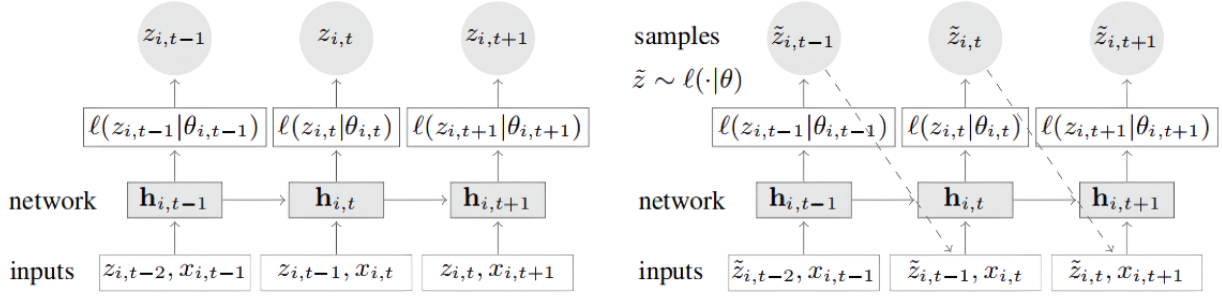 z_{i,t−1} z_{i,t} z_{i,t+1}
ℓ(z_{i,t−1}|θ_{i,t−1}) ℓ(z_{i,t}|θ_{i,t}) ℓ(z_{i,t+1}|θ_{i,t+1})
network h_{i,t−1} h_{i,t} h_{i,t+1}
inputs z_{i,t−2}, x_{i,t−1} z_{i,t−1}, x_{i,t} z_{i,t}, x_{i,t+1}
samples z̃_{i,t−1} z̃_{i,t} z̃_{i,t+1}
z̃ ∼ ℓ(·|θ)
ℓ(z_{i,t−1}|θ_{i,t−1}) ℓ(z_{i,t}|θ_{i,t}) ℓ(z_{i,t+1}|θ_{i,t+1})
network h_{i,t−1} h_{i,t} h_{i,t+1}
inputs z̃_{i,t−2}, x_{i,t−1} z̃_{i,t−1}, x_{i,t} z̃_{i,t}, x_{i,t+1}